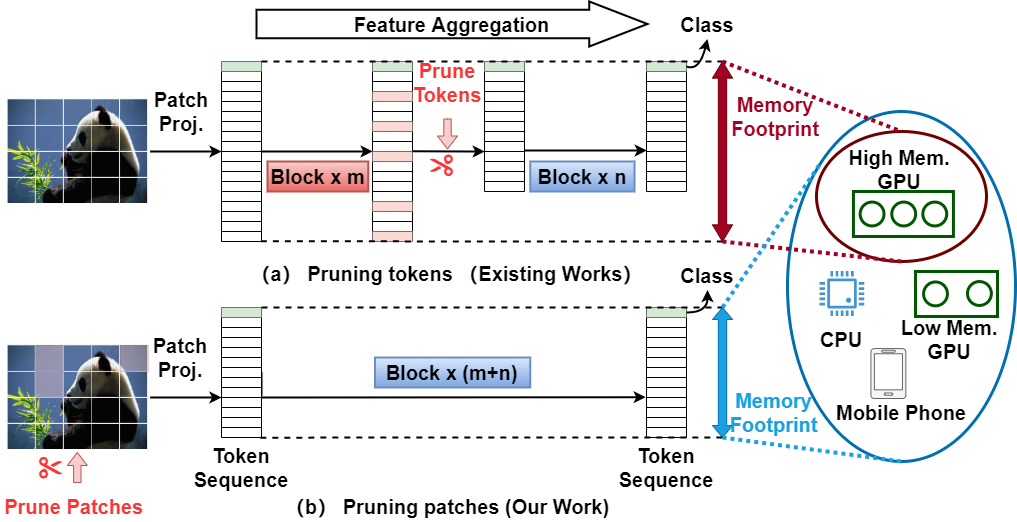 Feature Aggregation
Class
Patch
Proj.
Prune
Tokens
Block x m
Block x n
Memory
Footprint
High Mem.
GPU
(a) Pruning tokens (Existing Works)
Class
CPU
Low Mem.
GPU
Mobile Phone
Patch
Proj.
Block x (m+n)
Memory
Footprint
Token
Sequence
Token
Sequence
Prune Patches
(b) Pruning patches (Our Work)